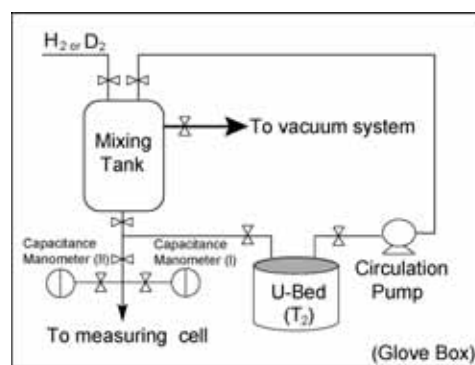 H2 or D2
Mixing
Tank
To vacuum system
Capacitance
Manometer (II)
Capacitance
Manometer (I)
U-Bed
(T2)
Circulation
Pump
To measuring cell
(Glove Box)